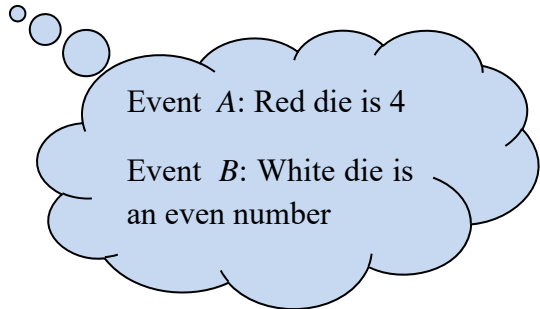 Event A: Red die is 4
Event B: White die is
an even number